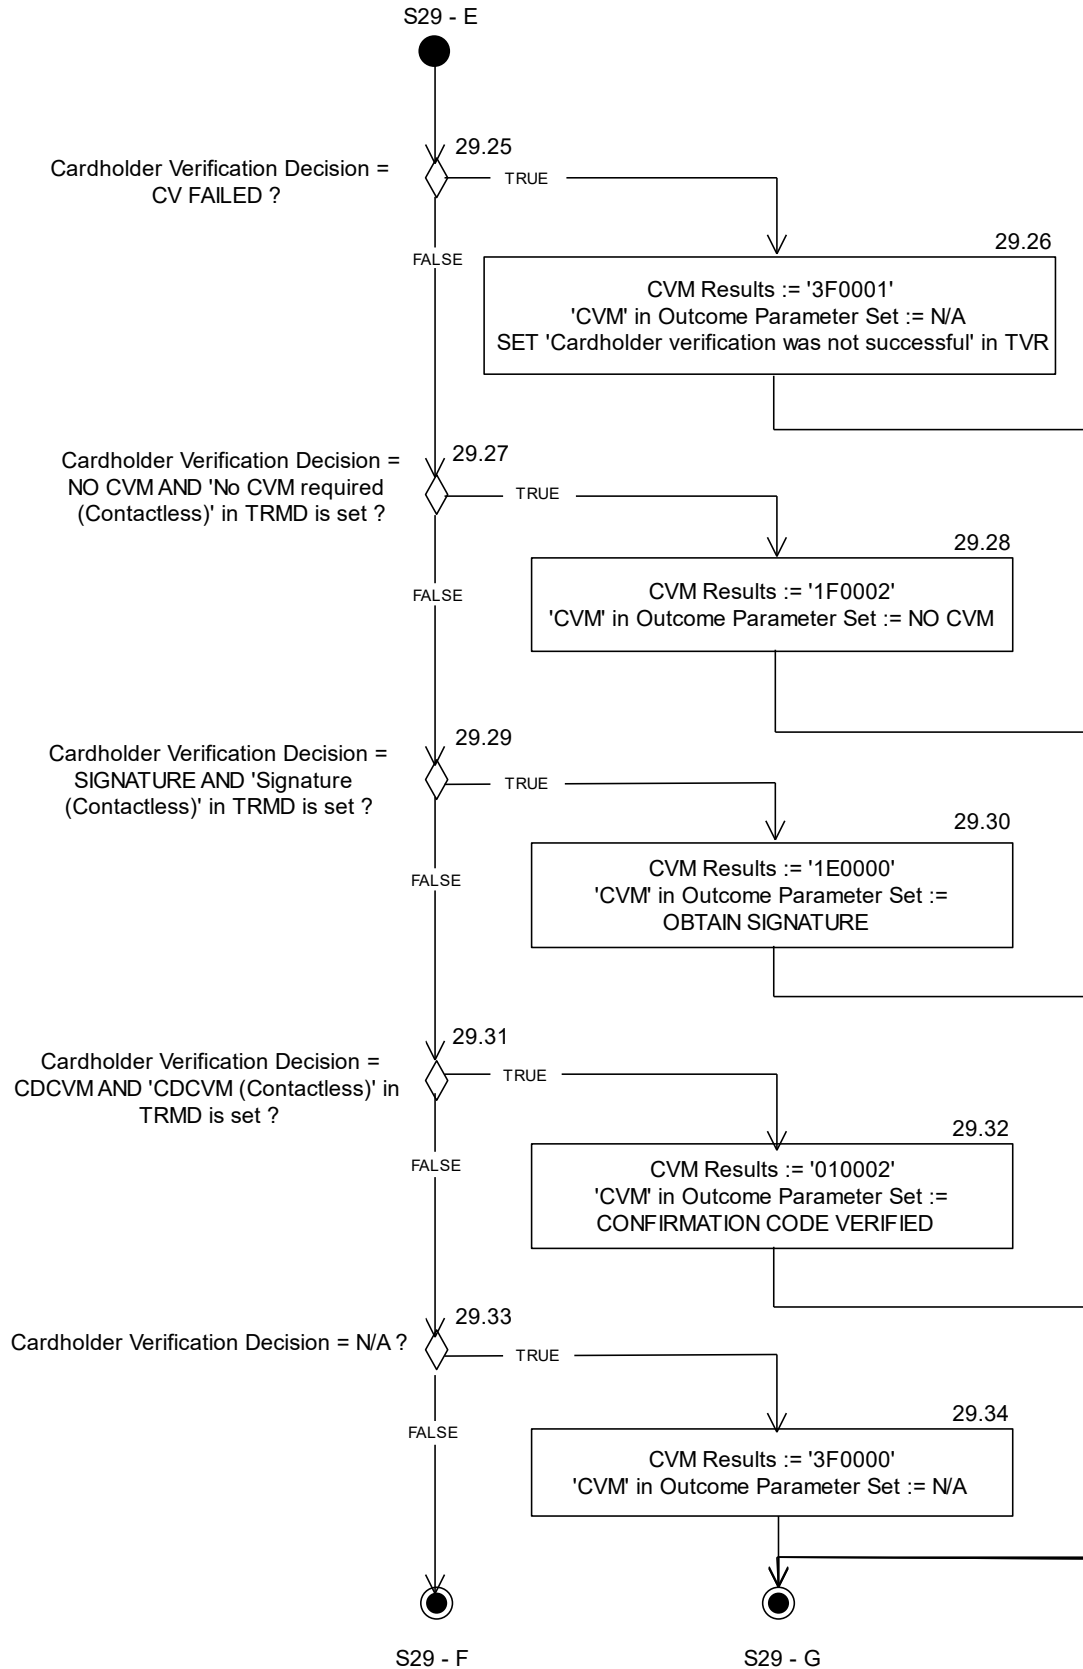 S29 - E
29.25
Cardholder Verification Decision =
CV FAILED ?
TRUE
FALSE
29.26
CVM Results := '3F0001'
'CVM' in Outcome Parameter Set := N/A
SET 'Cardholder verification was not successful' in TVR
29.27
Cardholder Verification Decision =
NO CVM AND 'No CVM required
(Contactless)' in TRMD is set ?
TRUE
FALSE
29.28
CVM Results := '1F0002'
'CVM' in Outcome Parameter Set := NO CVM
29.29
Cardholder Verification Decision =
SIGNATURE AND 'Signature
(Contactless)' in TRMD is set ?
TRUE
FALSE
29.30
CVM Results := '1E0000'
'CVM' in Outcome Parameter Set :=
OBTAIN SIGNATURE
29.31
Cardholder Verification Decision =
CDCVM AND 'CDCVM (Contactless)' in
TRMD is set ?
TRUE
FALSE
29.32
CVM Results := '010002'
'CVM' in Outcome Parameter Set :=
CONFIRMATION CODE VERIFIED
29.33
Cardholder Verification Decision = N/A ?
TRUE
FALSE
29.34
CVM Results := '3F0000'
'CVM' in Outcome Parameter Set := N/A
S29 - F
S29 - G